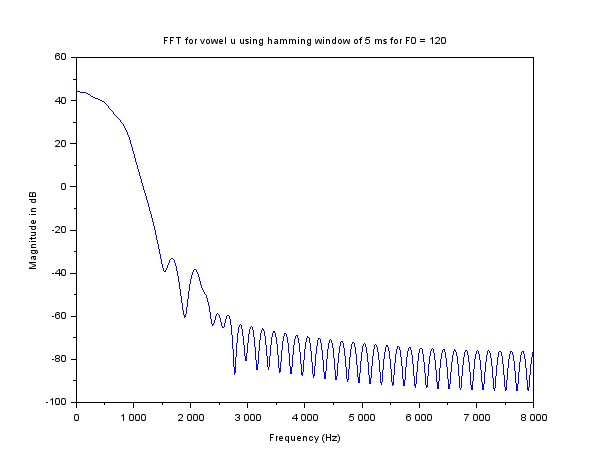 FFT for vowel u using hamming window of 5 ms for F0 = 120
60
40
20
0
-20
-40
-60
-80
-100
Magnitude in dB
0 1 000 2 000 3 000 4 000 5 000 6 000 7 000 8 000
Frequency (Hz)